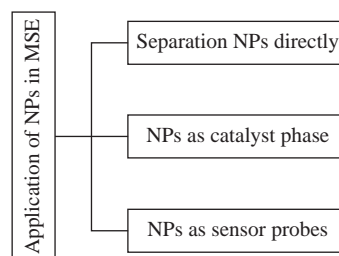 Application of NPs in MSE
Separation NPs directly
NPs as catalyst phase
NPs as sensor probes